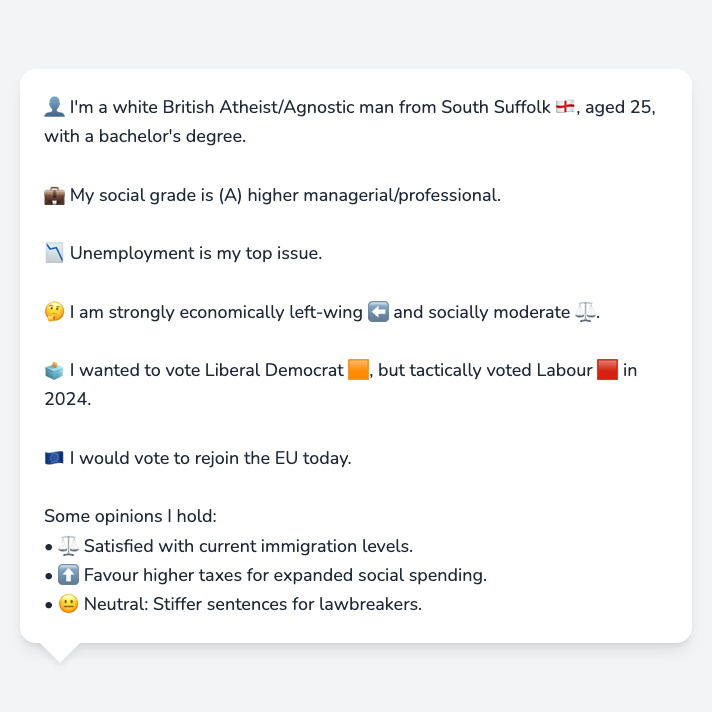 👤 I'm a white British Atheist/Agnostic man from South Suffolk 🏴󠁧󠁢󠁥󠁮󠁧󠁿, aged 25,
with a bachelor's degree.
💼 My social grade is (A) higher managerial/professional.
📉 Unemployment is my top issue.
🤔 I am strongly economically left-wing ⬅️ and socially moderate ⚖️.
🗳️ I wanted to vote Liberal Democrat 🟧, but tactically voted Labour 🟥 in
2024.
🇪🇺 I would vote to rejoin the EU today.
Some opinions I hold:
• ⚖️ Satisfied with current immigration levels.
• ⬆️ Favour higher taxes for expanded social spending.
• 😐 Neutral: Stiffer sentences for lawbreakers.